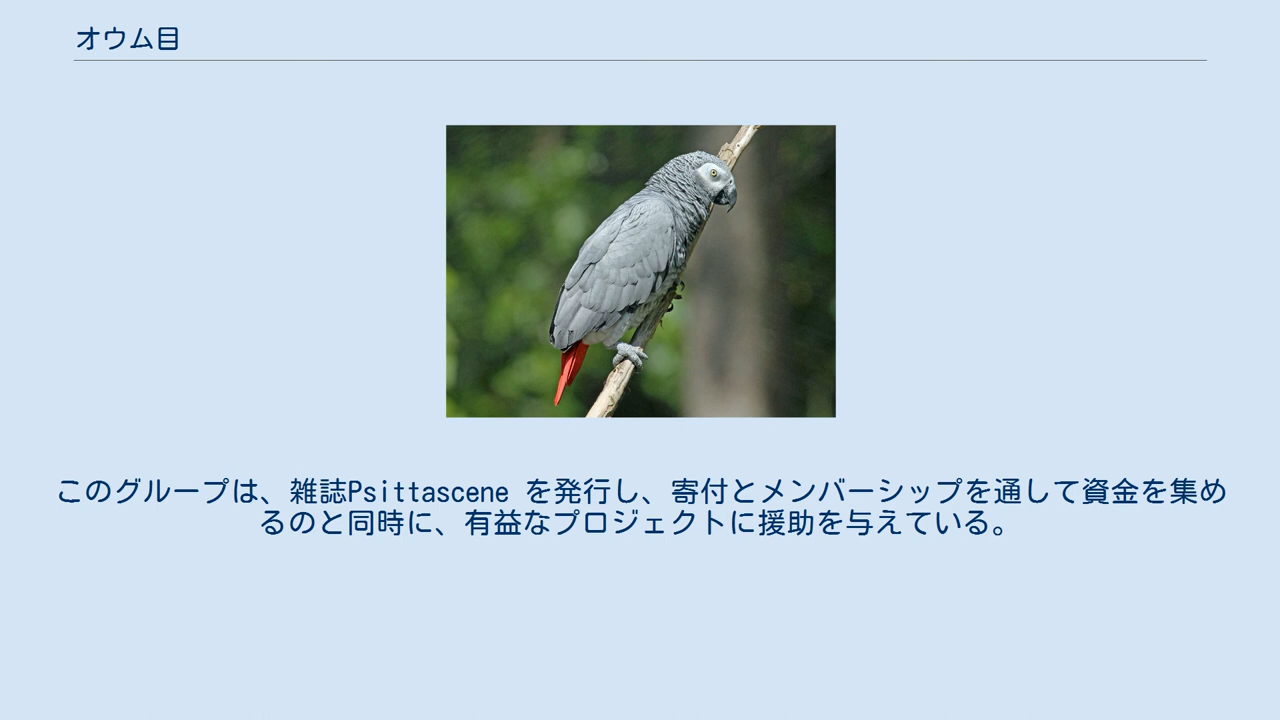 オウム目
このグループは、雑誌Psittascene を発行し、寄付とメンバーシップを通して資金を集め
るのと同時に、有益なプロジェクトに援助を与えている。